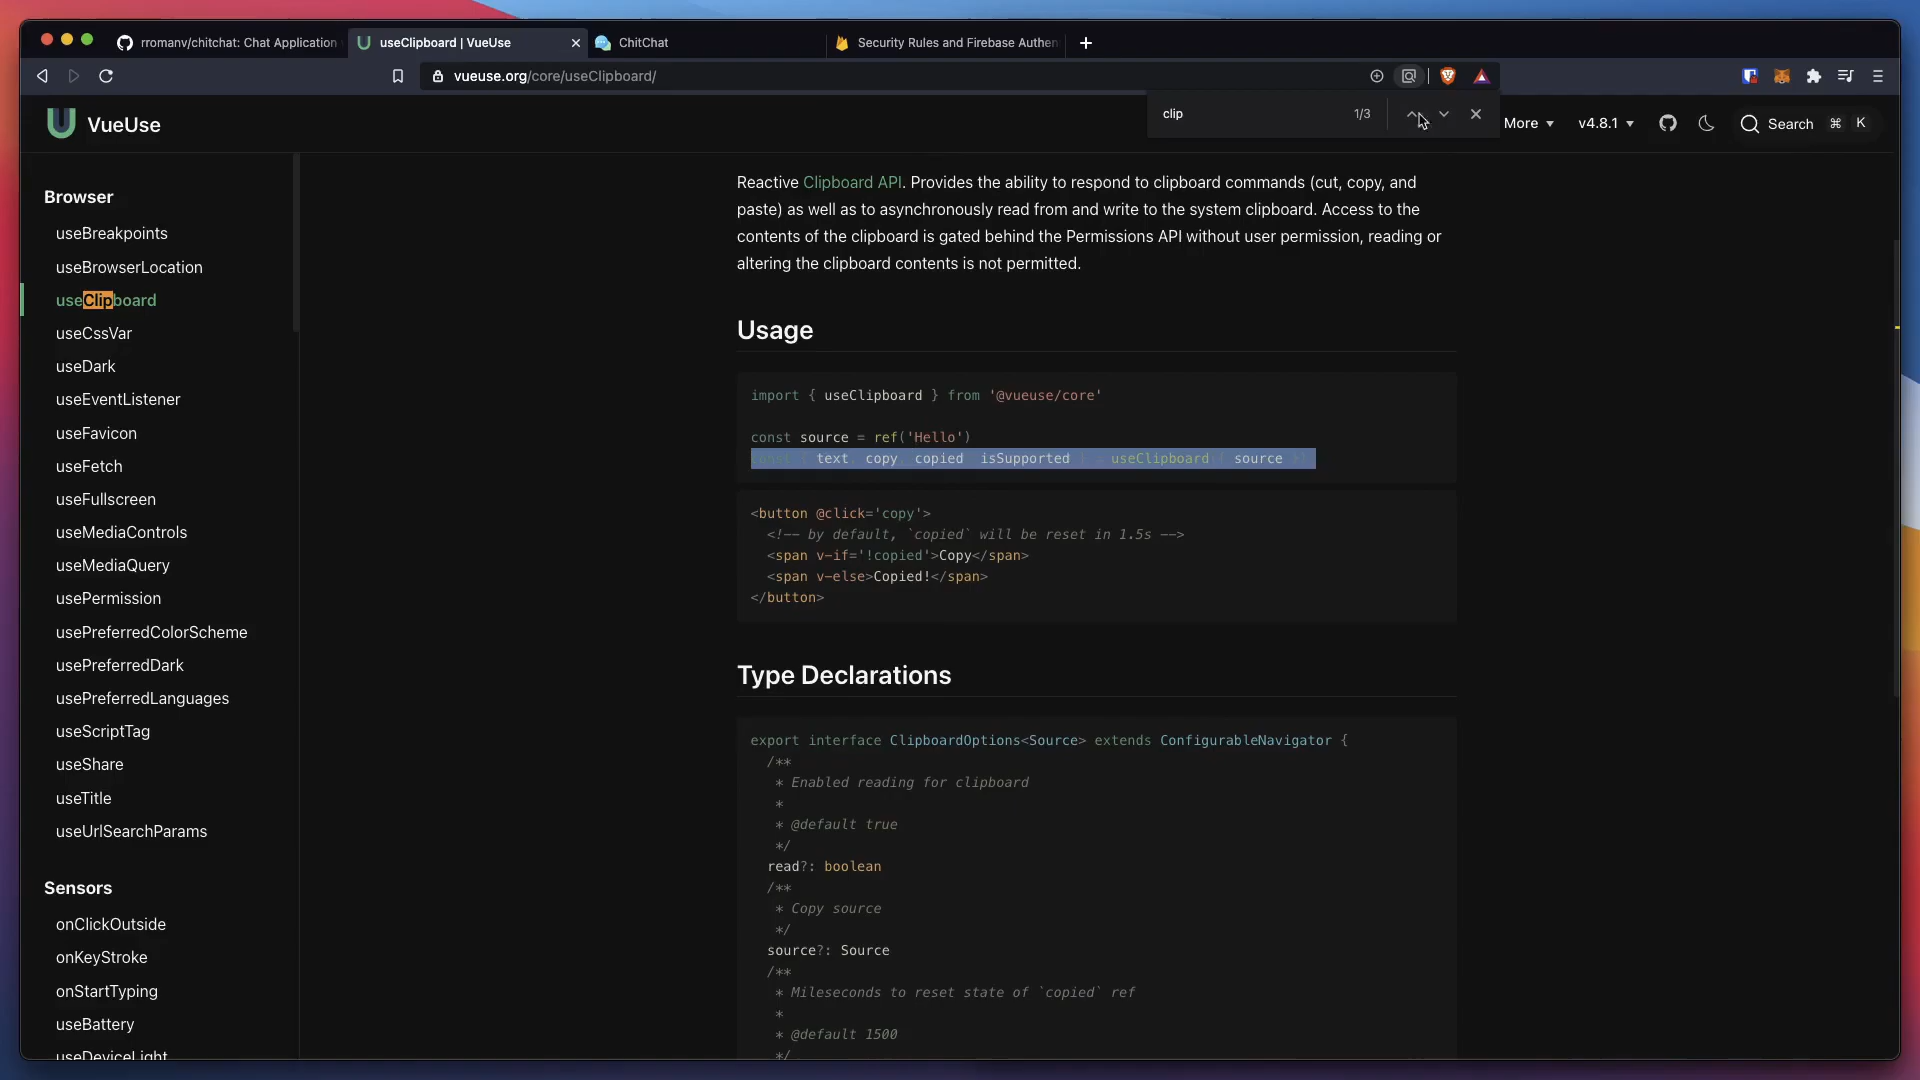 rromanv/chitchat: Chat Application
useClipboard | VueUse
ChitChat
Security Rules and Firebase Authen
vueuse.org/core/useClipboard/
clip
1/3
VueUse
More
v4.8.1
Search
⌘ K
Browser
useBreakpoints
useBrowserLocation
useClipboard
useCssVar
useDark
useEventListener
useFavicon
useFetch
useFullscreen
useMediaControls
useMediaQuery
usePermission
usePreferredColorScheme
usePreferredDark
usePreferredLanguages
useScriptTag
useShare
useTitle
useUrlSearchParams
Sensors
onClickOutside
onKeyStroke
onStartTyping
useBattery
useDeviceLight
Reactive Clipboard API. Provides the ability to respond to clipboard commands (cut, copy, and
paste) as well as to asynchronously read from and write to the system clipboard. Access to the
contents of the clipboard is gated behind the Permissions API without user permission, reading or
altering the clipboard contents is not permitted.
Usage
import { useClipboard } from '@vueuse/core'
const source = ref('Hello')
const { text, copy, copied, isSupported } = useClipboard({ source })
<button @click='copy'>
<!-- by default, `copied` will be reset in 1.5s -->
<span v-if='!copied'>Copy</span>
<span v-else>Copied!</span>
</button>
Type Declarations
export interface ClipboardOptions<Source> extends ConfigurableNavigator {
/**
* Enabled reading for clipboard
*
* @default true
*/
read?: boolean
/**
* Copy source
*/
source?: Source
/**
* Mileseconds to reset state of `copied` ref
*
* @default 1500
*/